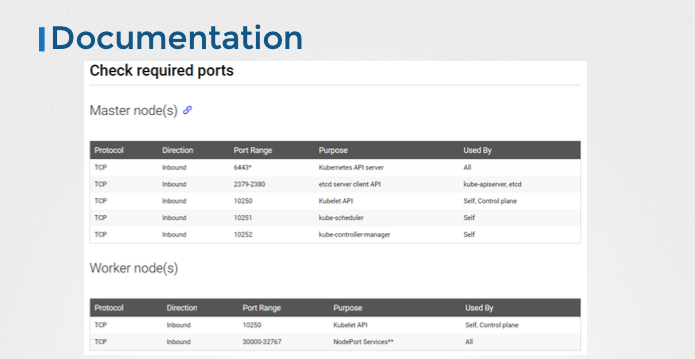 Documentation
Check required ports
Master node(s)
Protocol Direction Port Range Purpose Used By
TCP Inbound 6443* Kubernetes API server All
TCP Inbound 2379-2380 etcd server client API kube-apiserver, etcd
TCP Inbound 10250 Kubelet API Self, Control plane
TCP Inbound 10251 kube-scheduler Self
TCP Inbound 10252 kube-controller-manager Self
Worker node(s)
Protocol Direction Port Range Purpose Used By
TCP Inbound 10250 Kubelet API Self, Control plane
TCP Inbound 30000-32767 NodePort Services** All